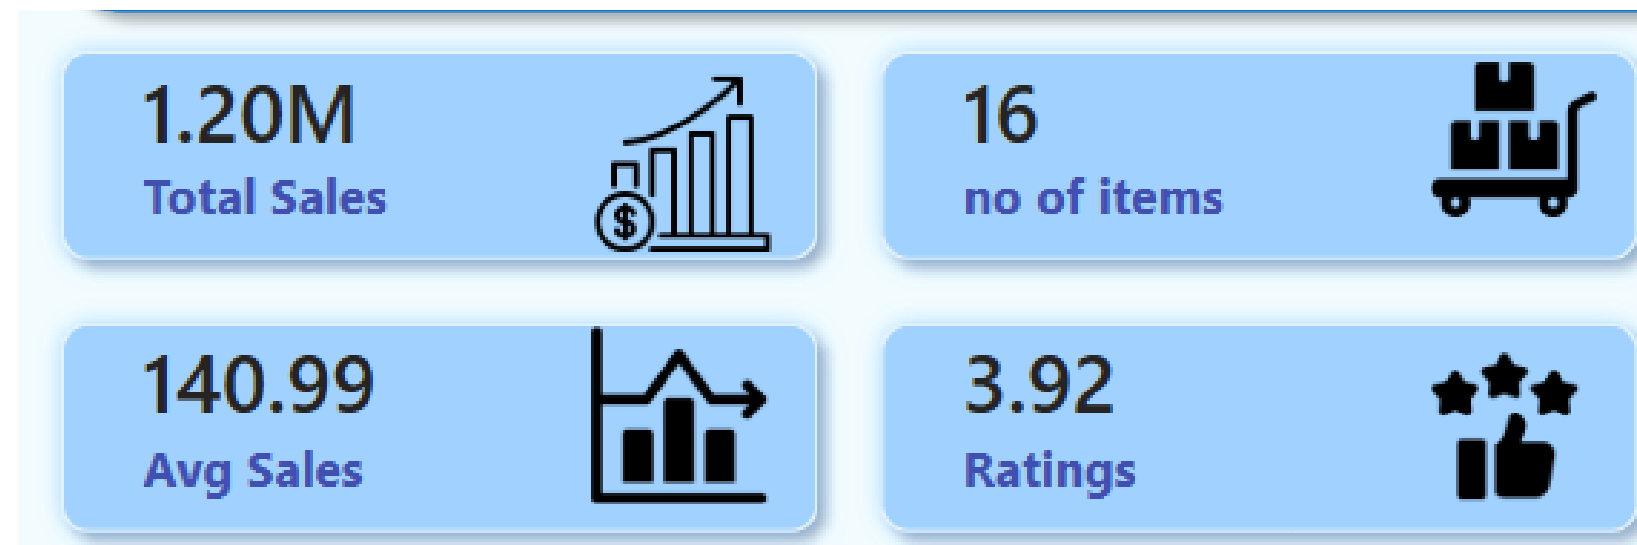 1.20M
Total Sales
$
16
no of items
140.99
Avg Sales
3.92
Ratings